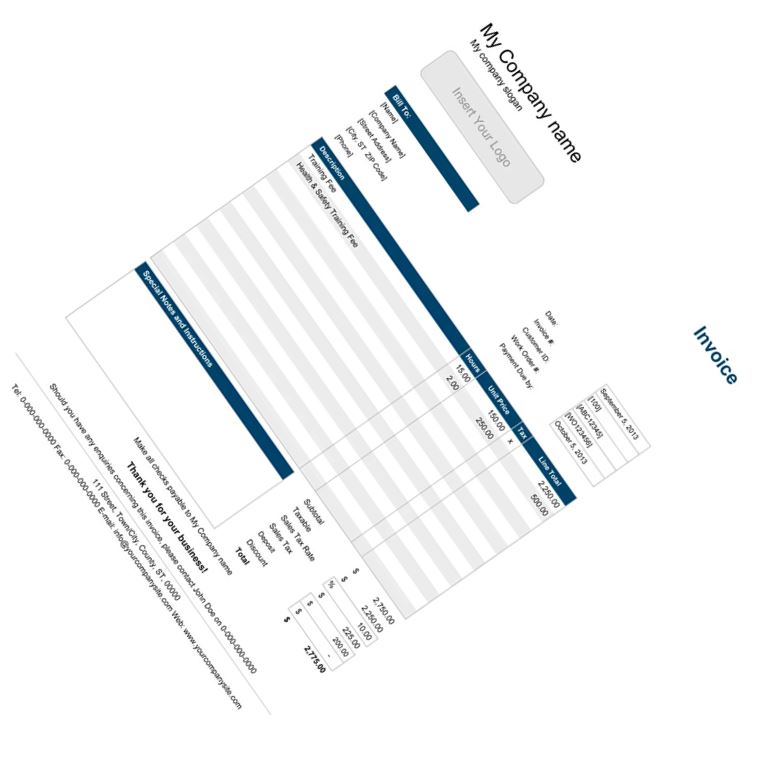 My Company name
My company slogan
Insert Your Logo
Invoice
Date: September 5, 2013
Invoice #: [100]
Customer ID: [ABC12345]
Work Order #: [WO123456]
Payment Due by: October 5, 2013
Bill To:
[Name]
[Company Name]
[Street Address]
[City, ST ZIP Code]
[Phone]
Description Hours Unit Price Tax Line Total
Training Fee 15.00 150.00 x 2,250.00
Health & Safety Training Fee 2.00 250.00 500.00
Special Notes and Instructions
Subtotal $ 2,750.00
Taxable $ 2,250.00
Sales Tax Rate % 10.00
Sales Tax $ 225.00
Deposit $ 200.00
Discount $ -
Total $ 2,775.00
Make all checks payable to My Company name
Thank you for your business!
Should you have any enquiries concerning this invoice, please contact John Doe on 0-000-000-0000
111 Street, Town/City, County, ST, 00000
Tel: 0-000-000-0000 Fax: 0-000-000-0000 E-mail: info@yourcompanysite.com Web: www.yourcompanysite.com